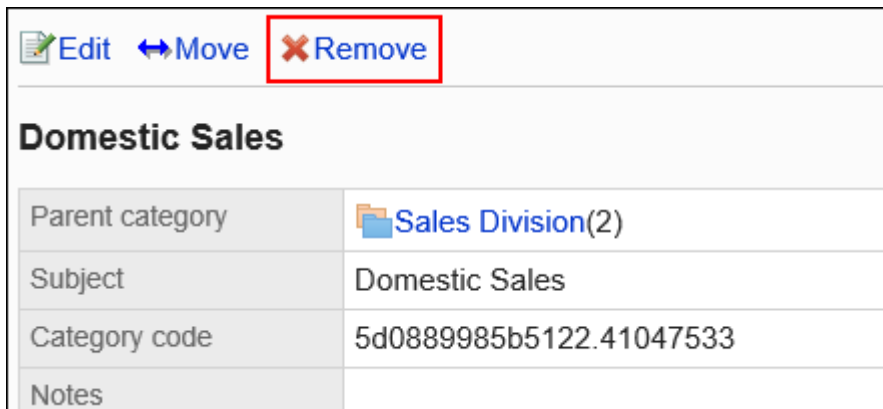 Edit Move Remove
Domestic Sales
Parent category Sales Division(2)
Subject Domestic Sales
Category code 5d0889985b5122.41047533
Notes